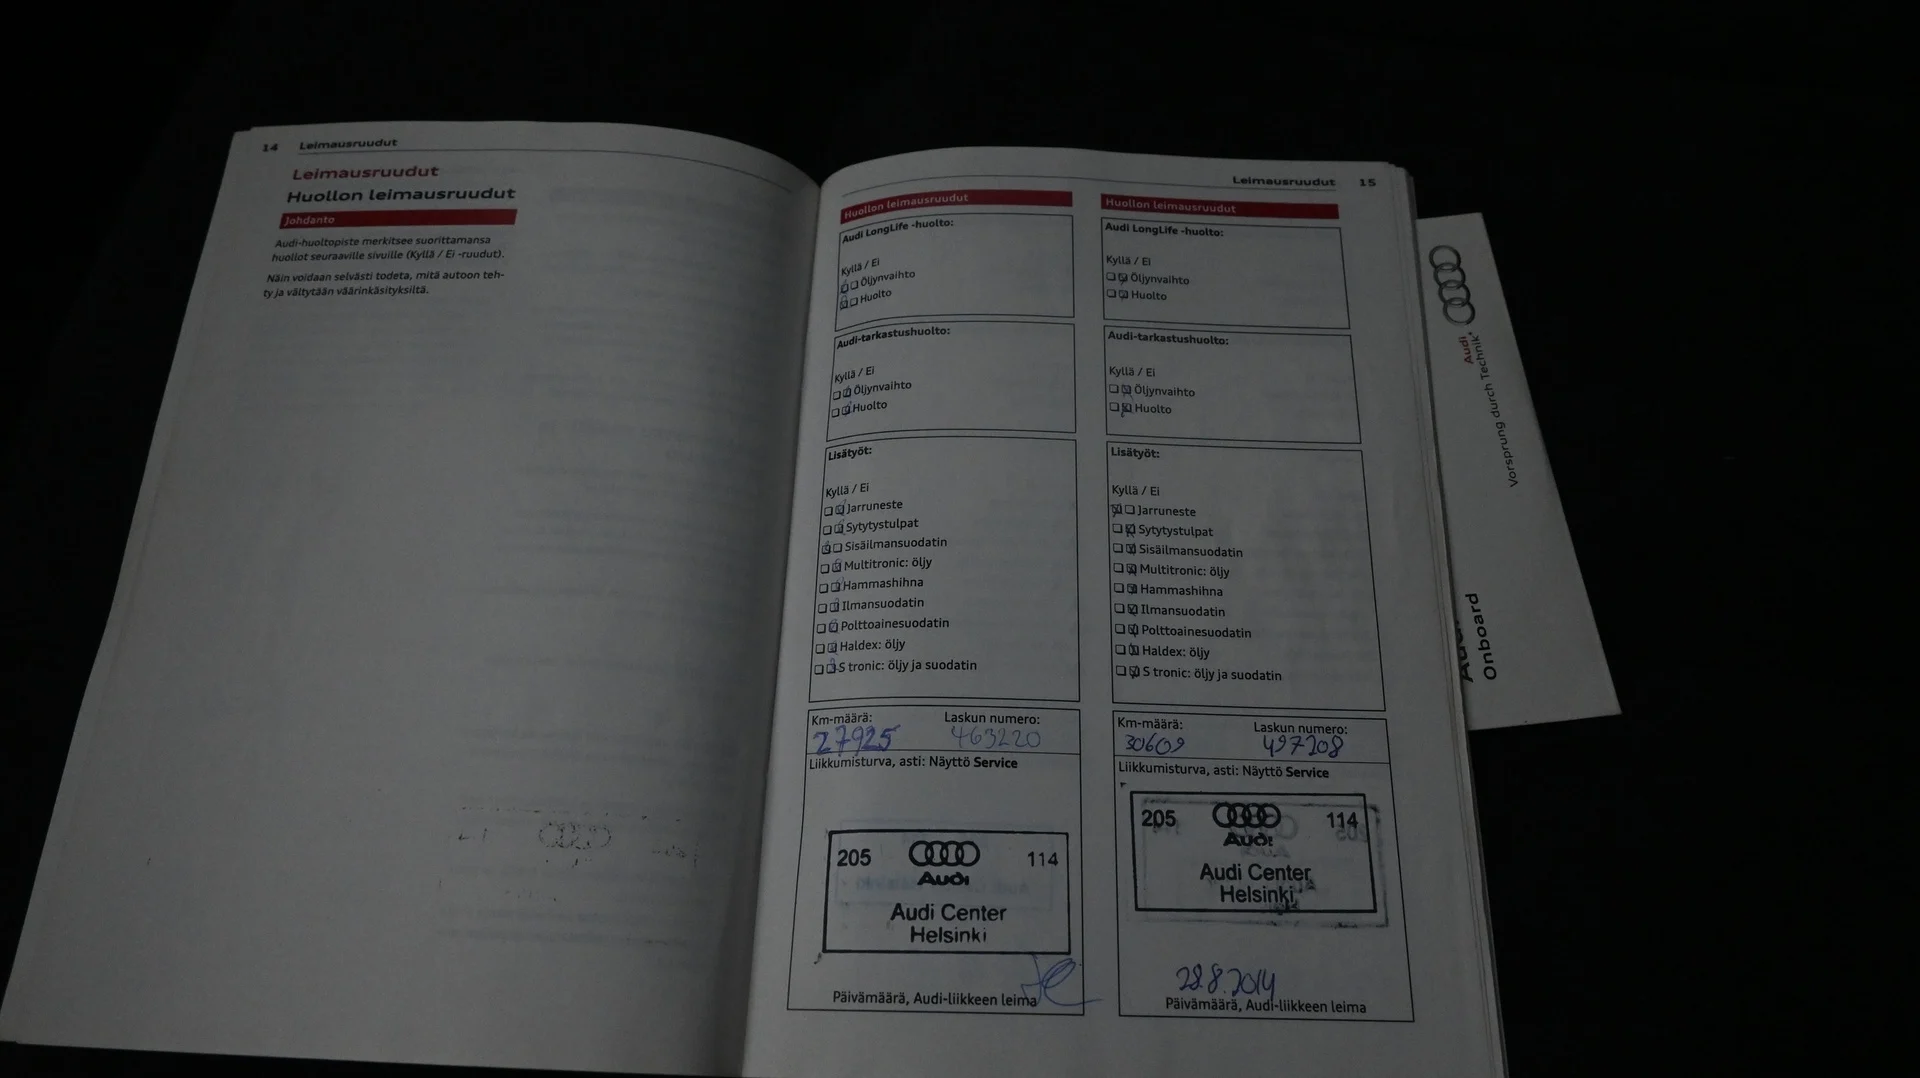 14 Leimausruudut
Leimausruudut
Huollon leimausruudut
Johdanto
Audi-huoltopiste merkitsee suorittamansa
huollot seuraaville sivuille (Kyllä / Ei -ruudut).
Näin voidaan selvästi todeta, mitä autoon teh-
ty ja vältytään väärinkäsityksiltä.
Leimausruudut 15
Huollon leimausruudut
Audi LongLife -huolto:
Kyllä / Ei
Öljynvaihto
Huolto
Audi-tarkastushuolto:
Kyllä / Ei
Öljynvaihto
Huolto
Lisätyöt:
Kyllä / Ei
Jarruneste
Sytytystulpat
Sisäilmansuodatin
Multitronic: öljy
Hammashihna
Ilmansuodatin
Polttoainesuodatin
Haldex: öljy
S tronic: öljy ja suodatin
Km-määrä: Laskun numero:
27925 463220
Liikkumisturva, asti: Näyttö Service
205 114
Audi
Audi Center
Helsinki
Päivämäärä, Audi-liikkeen leima
Huollon leimausruudut
Audi LongLife -huolto:
Kyllä / Ei
Öljynvaihto
Huolto
Audi-tarkastushuolto:
Kyllä / Ei
Öljynvaihto
Huolto
Lisätyöt:
Kyllä / Ei
Jarruneste
Sytytystulpat
Sisäilmansuodatin
Multitronic: öljy
Hammashihna
Ilmansuodatin
Polttoainesuodatin
Haldex: öljy
S tronic: öljy ja suodatin
Km-määrä: Laskun numero:
30609 497208
Liikkumisturva, asti: Näyttö Service
205 114
Audi
Audi Center
Helsinki
28.8.2014
Päivämäärä, Audi-liikkeen leima
Audi
Vorsprung durch Technik
Audi
Onboard